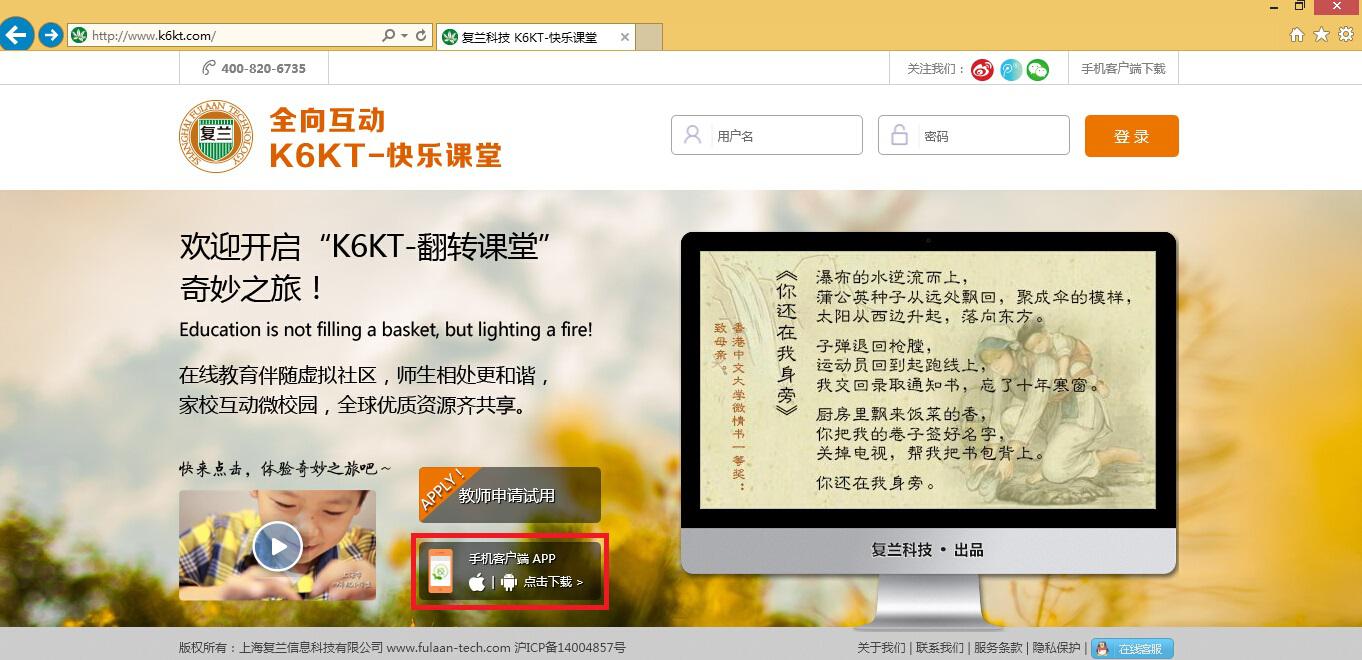 http://www.k6kt.com/
复兰科技 K6KT-快乐课堂
400-820-6735
关注我们：
手机客户端下载
SHANGHAI FULAAN TECHNOLOGY
复兰
全向互动
K6KT-快乐课堂
用户名
密码
登 录
欢迎开启“K6KT-翻转课堂”
奇妙之旅！
Education is not filling a basket, but lighting a fire!
在线教育伴随虚拟社区，师生相处更和谐，
家校互动微校园，全球优质资源齐共享。
快来点击，体验奇妙之旅吧~
APPLY！
教师申请试用
手机客户端 APP
| 点击下载 >
《你还在我身旁》
香港中文大学微情书一等奖：
致母亲。
瀑布的水逆流而上，
蒲公英种子从远处飘回，聚成伞的模样，
太阳从西边升起，落向东方。
子弹退回枪膛，
运动员回到起跑线上，
我交回录取通知书，忘了十年寒窗。
厨房里飘来饭菜的香，
你把我的卷子签好名字，
关掉电视，帮我把书包背上。
你还在我身旁。
复兰科技 • 出品
版权所有：上海复兰信息科技有限公司 www.fulaan-tech.com 沪ICP备14004857号
关于我们 | 联系我们 | 服务条款 | 隐私保护 |
在线客服